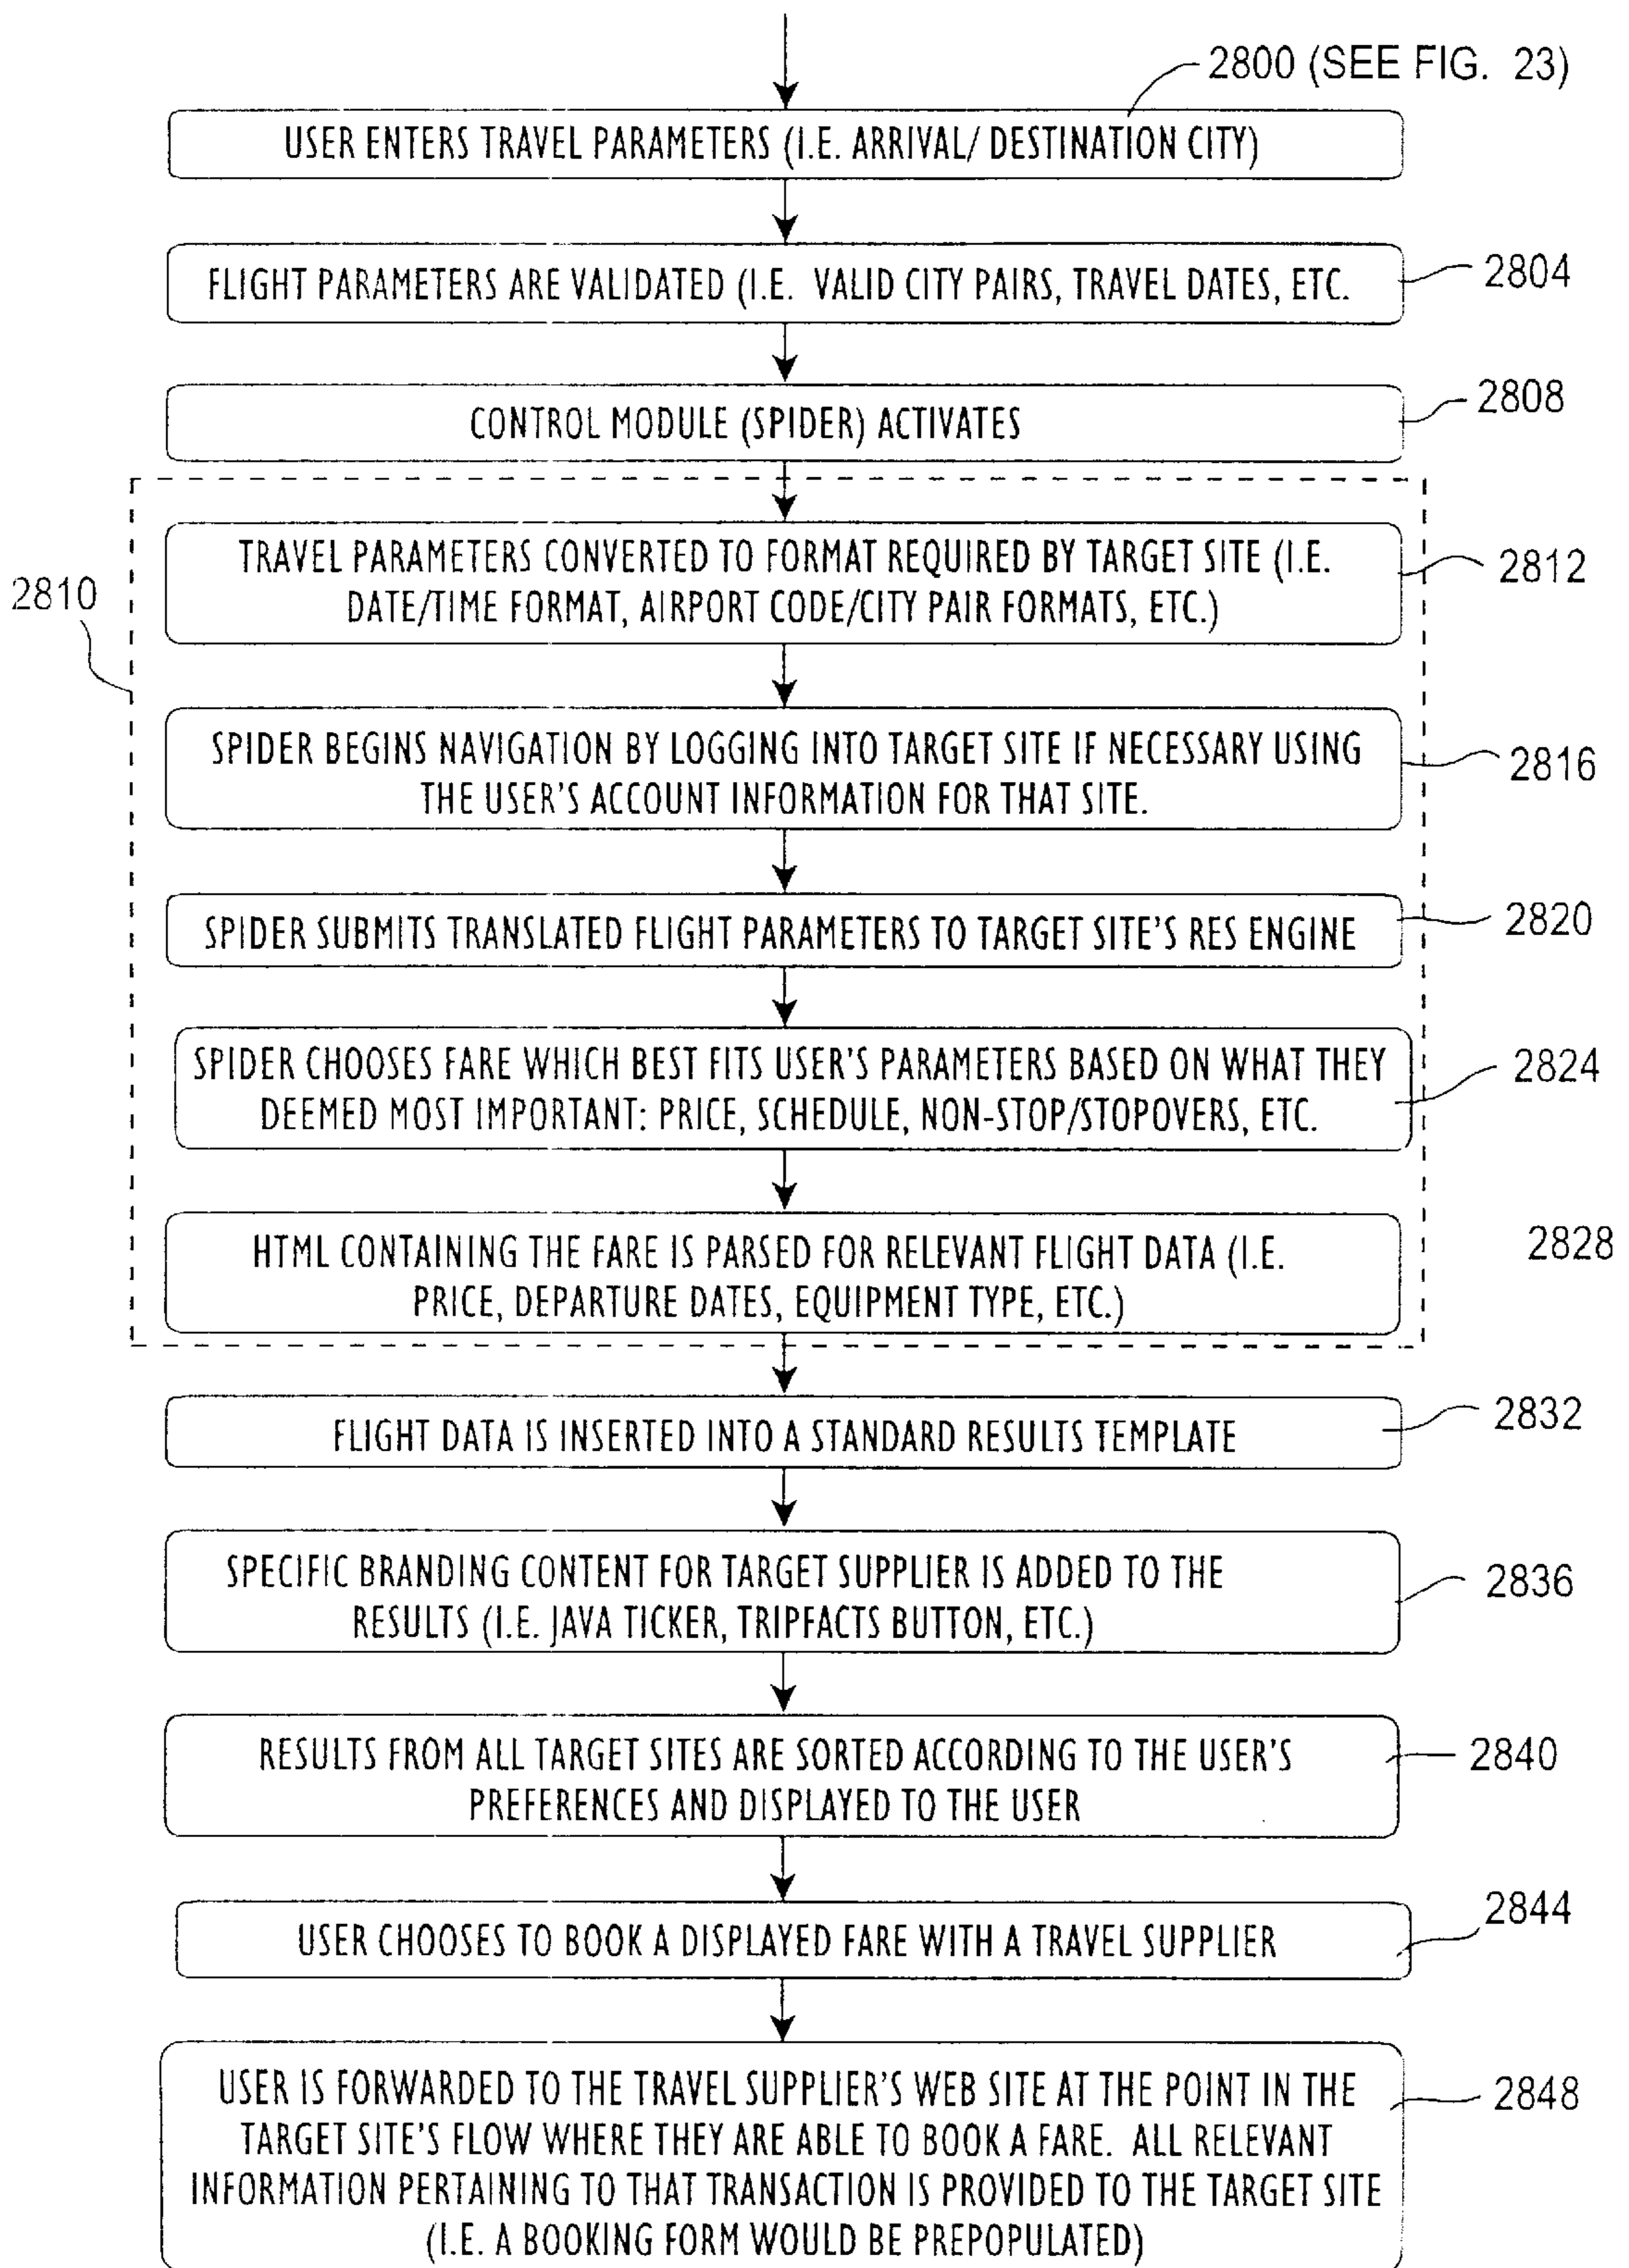 2800 (SEE FIG. 23)
USER ENTERS TRAVEL PARAMETERS (I.E. ARRIVAL/ DESTINATION CITY)
FLIGHT PARAMETERS ARE VALIDATED (I.E. VALID CITY PAIRS, TRAVEL DATES, ETC.
2804
CONTROL MODULE (SPIDER) ACTIVATES
2808
2810
TRAVEL PARAMETERS CONVERTED TO FORMAT REQUIRED BY TARGET SITE (I.E.
DATE/TIME FORMAT, AIRPORT CODE/CITY PAIR FORMATS, ETC.)
2812
SPIDER BEGINS NAVIGATION BY LOGGING INTO TARGET SITE IF NECESSARY USING
THE USER'S ACCOUNT INFORMATION FOR THAT SITE.
2816
SPIDER SUBMITS TRANSLATED FLIGHT PARAMETERS TO TARGET SITE'S RES ENGINE
2820
SPIDER CHOOSES FARE WHICH BEST FITS USER'S PARAMETERS BASED ON WHAT THEY
DEEMED MOST IMPORTANT: PRICE, SCHEDULE, NON-STOP/STOPOVERS, ETC.
2824
HTML CONTAINING THE FARE IS PARSED FOR RELEVANT FLIGHT DATA (I.E.
PRICE, DEPARTURE DATES, EQUIPMENT TYPE, ETC.)
2828
FLIGHT DATA IS INSERTED INTO A STANDARD RESULTS TEMPLATE
2832
SPECIFIC BRANDING CONTENT FOR TARGET SUPPLIER IS ADDED TO THE
RESULTS (I.E. JAVA TICKER, TRIPFACTS BUTTON, ETC.)
2836
RESULTS FROM ALL TARGET SITES ARE SORTED ACCORDING TO THE USER'S
PREFERENCES AND DISPLAYED TO THE USER
2840
USER CHOOSES TO BOOK A DISPLAYED FARE WITH A TRAVEL SUPPLIER
2844
USER IS FORWARDED TO THE TRAVEL SUPPLIER'S WEB SITE AT THE POINT IN THE
TARGET SITE'S FLOW WHERE THEY ARE ABLE TO BOOK A FARE. ALL RELEVANT
INFORMATION PERTAINING TO THAT TRANSACTION IS PROVIDED TO THE TARGET SITE
(I.E. A BOOKING FORM WOULD BE PREPOPULATED)
2848